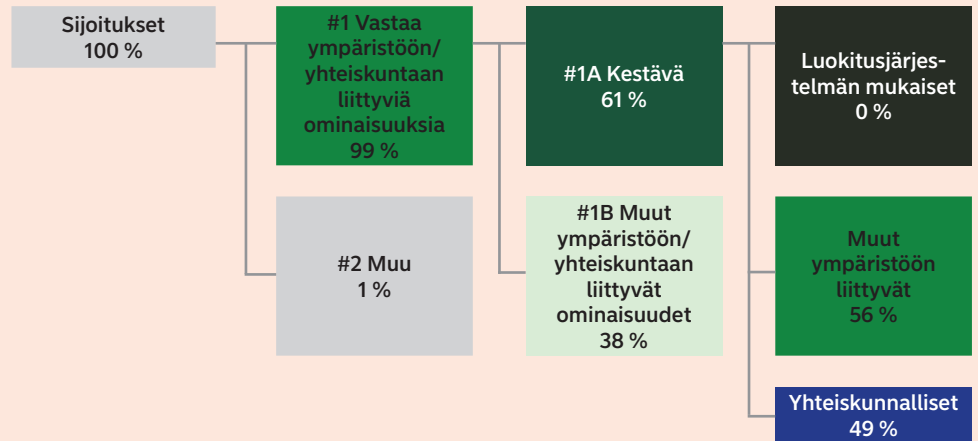 Sijoitukset
100 %
#1 Vastaa
ympäristöön/
yhteiskuntaan
liittyviä
ominaisuuksia
99 %
#2 Muu
1 %
#1A Kestävä
61 %
#1B Muut
ympäristöön/
yhteiskuntaan
liittyvät
ominaisuudet
38 %
Luokitusjärjes-
telmän mukaiset
0 %
Muut
ympäristöön
liittyvät
56 %
Yhteiskunnalliset
49 %